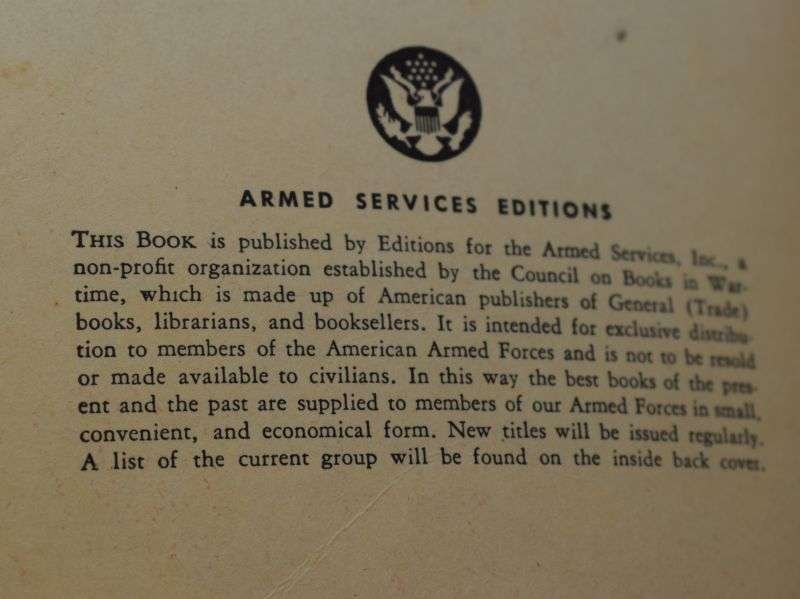 ARMED SERVICES EDITIONS
THIS BOOK is published by Editions for the Armed Services, Inc., a
non-profit organization established by the Council on Books in War-
time, which is made up of American publishers of General (Trade)
books, librarians, and booksellers. It is intended for exclusive distribu-
tion to members of the American Armed Forces and is not to be resold
or made available to civilians. In this way the best books of the pres-
ent and the past are supplied to members of our Armed Forces in small,
convenient, and economical form. New titles will be issued regularly.
A list of the current group will be found on the inside back cover.